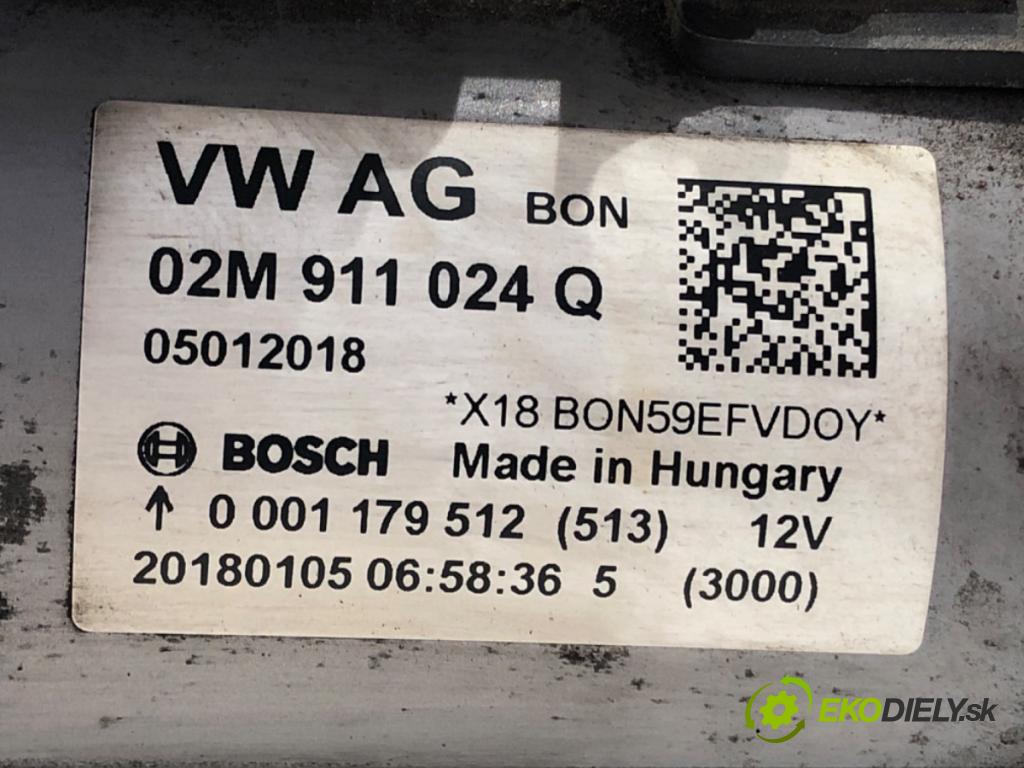 VW AG BON
02M 911 024 Q
05012018
*X18 BON59EFVDOY*
BOSCH Made in Hungary
↑ 0 001 179 512 (513) 12V
20180105 06:58:36 5 (3000)
EKODIELY.sk